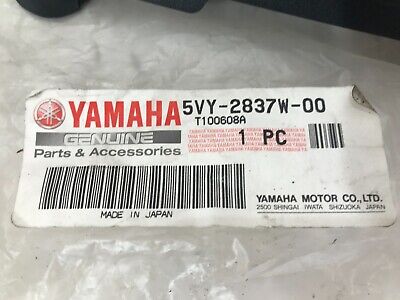 YAMAHA 5VY-2837W-00
T100608A
GENUINE
Parts & Accessories
1 PC
YAMAHA MOTOR CO., LTD.
2500 SHINGAI IWATA SHIZUOKA JAPAN
MADE IN JAPAN